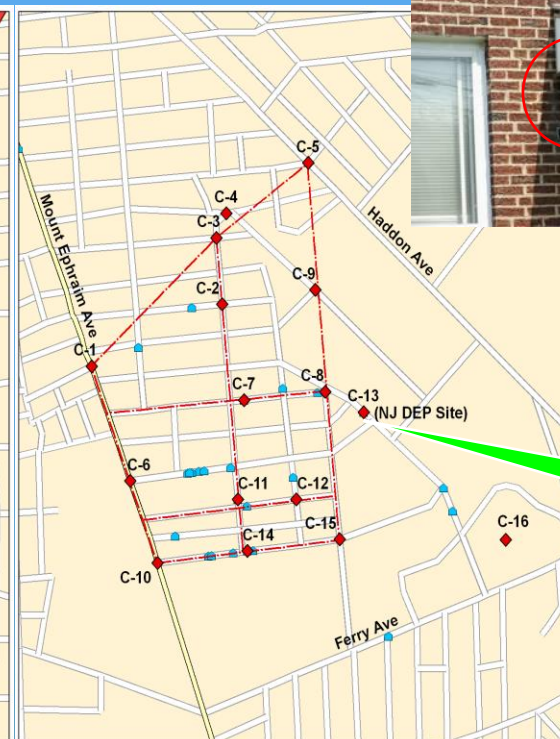 C-5
C-4
C-3
Haddon Ave
Mount Ephraim Ave
C-9
C-2
C-1
C-8
C-7
C-13
(NJ DEP Site)
C-6
C-11
C-12
C-15
C-14
C-16
C-10
Ferry Ave